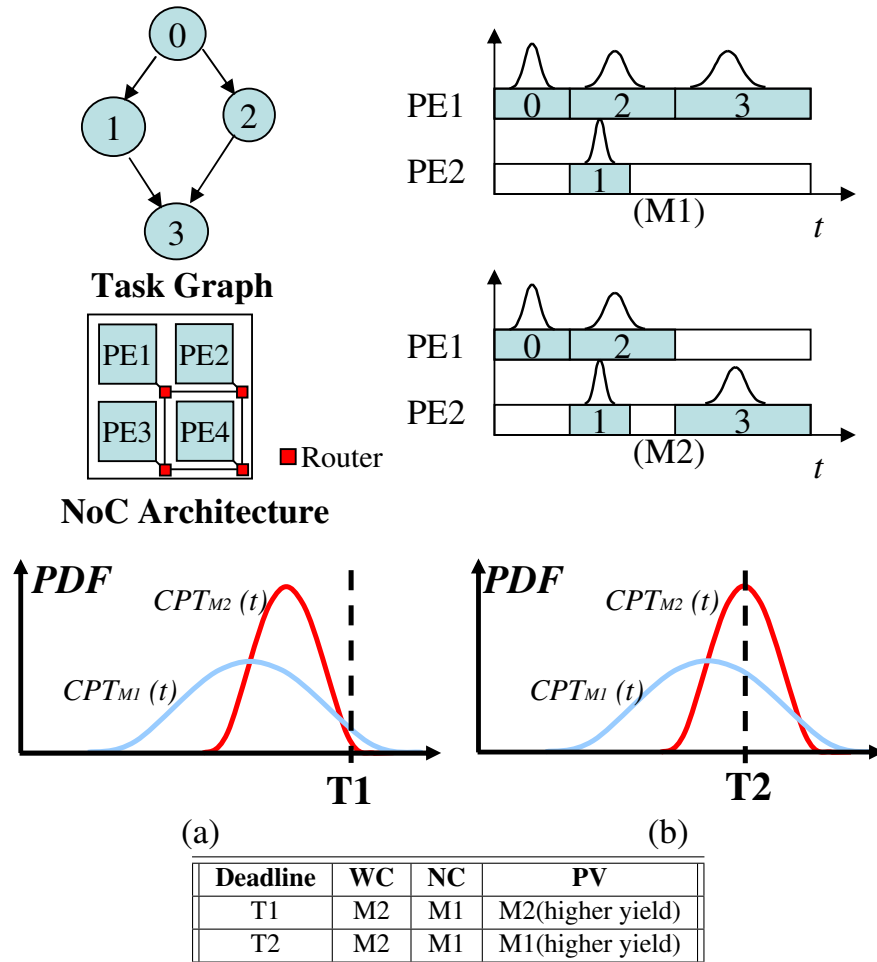 0
1
2
3
Task Graph
PE1
PE2
PE3
PE4
Router
NoC Architecture
PE1
0
2
3
PE2
1
(M1)
t
PE1
0
2
PE2
1
3
(M2)
t
PDF
CPTM2 (t)
CPTM1 (t)
T1
(a)
PDF
CPTM2 (t)
CPTM1 (t)
T2
(b)
Deadline WC NC PV
T1 M2 M1 M2(higher yield)
T2 M2 M1 M1(higher yield)